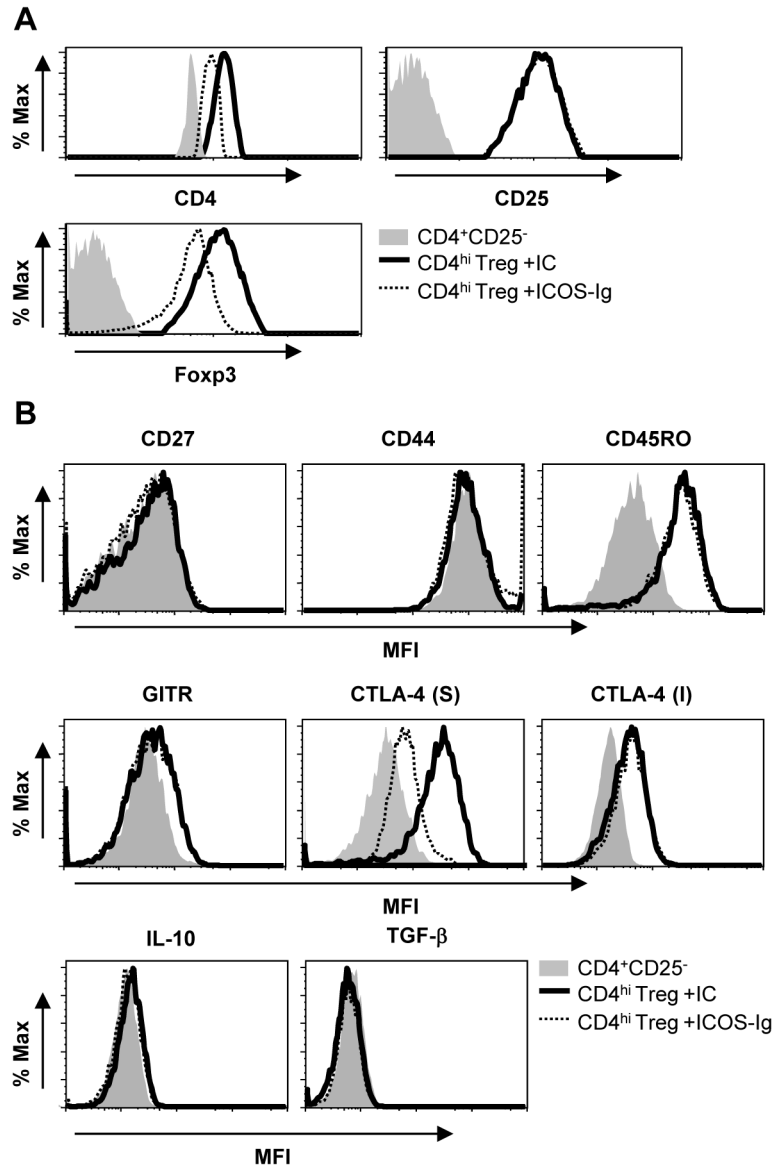 A
% Max
% Max
CD4
CD25
% Max
Foxp3
CD4+CD25-
CD4hi Treg +IC
CD4hi Treg +ICOS-Ig
B
CD27
CD44
CD45RO
% Max
MFI
GITR
CTLA-4 (S)
CTLA-4 (I)
% Max
MFI
IL-10
TGF-β
% Max
MFI
CD4+CD25-
CD4hi Treg +IC
CD4hi Treg +ICOS-Ig